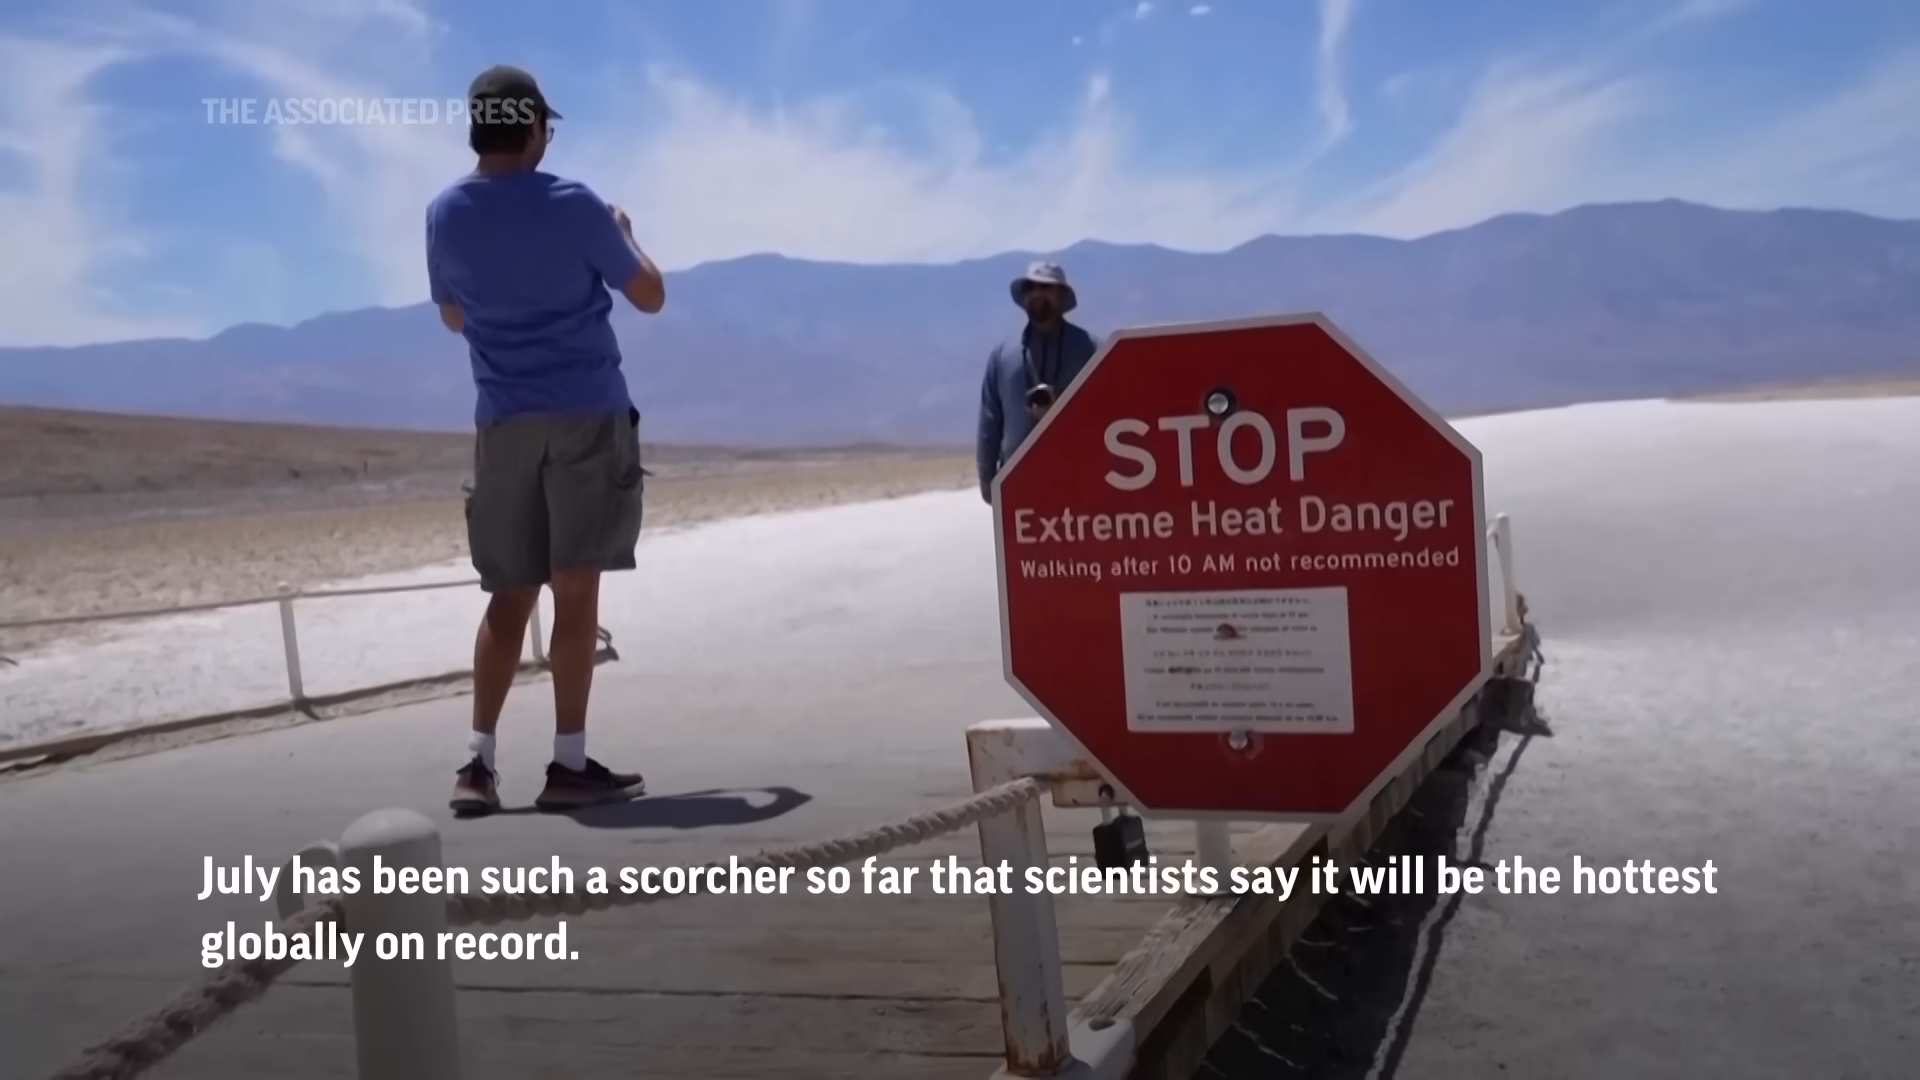 THE ASSOCIATED PRESS
STOP
Extreme Heat Danger
Walking after 10 AM not recommended
July has been such a scorcher so far that scientists say it will be the hottest
globally on record.